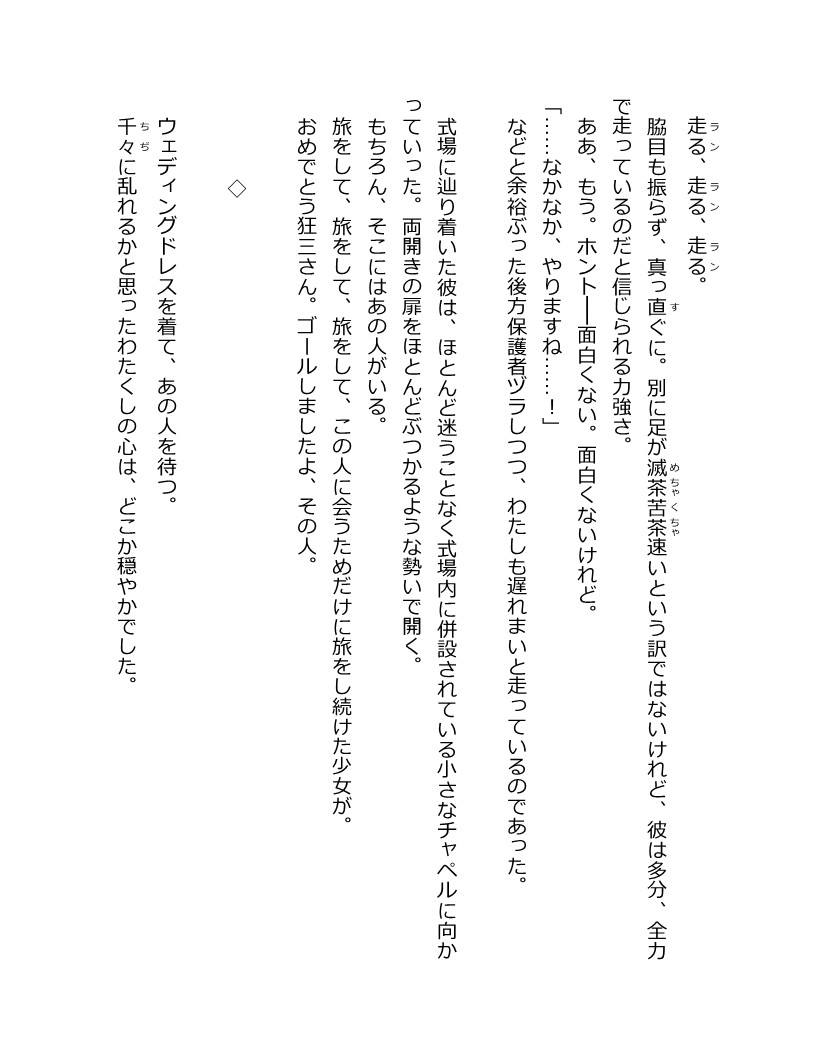 走る、走る、走る。
脇目も振らず、真っ直ぐに。別に足が滅茶苦茶速いという訳ではないけれど、彼は多分、全力
で走っているのだと信じられる力強さ。
ああ、もう。ホント――面白くない。面白くないけれど。
「……なかなか、やりますね……！」
などと余裕ぶった後方保護者ヅラしつつ、わたしも遅れまいと走っているのであった。
式場に辿り着いた彼は、ほとんど迷うことなく式場内に併設されている小さなチャペルに向か
っていった。両開きの扉をほとんどぶつかるような勢いで開く。
もちろん、そこにはあの人がいる。
旅をして、旅をして、旅をして、この人に会うためだけに旅をし続けた少女が。
おめでとう狂三さん。ゴールしましたよ、その人。
◇
ウェディングドレスを着て、あの人を待つ。
千々に乱れるかと思ったわたくしの心は、どこか穏やかでした。